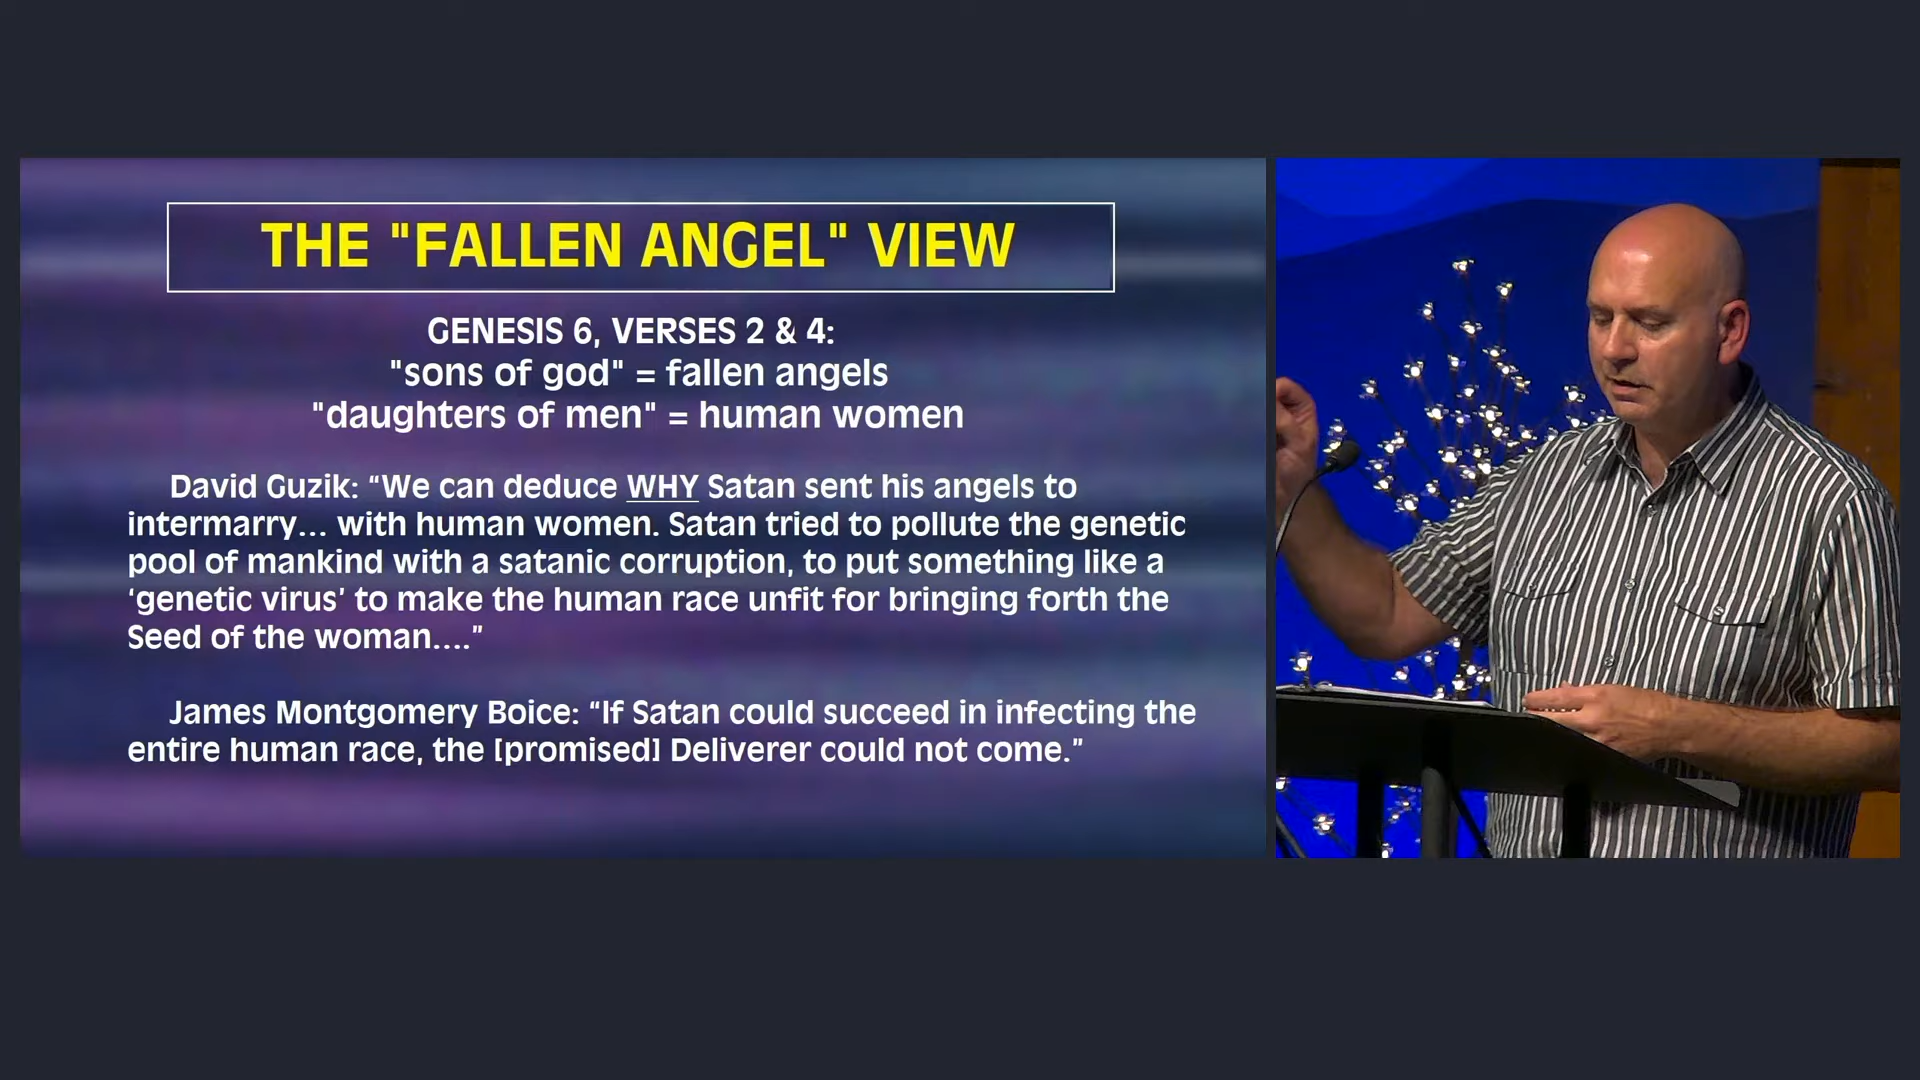 THE "FALLEN ANGEL" VIEW
GENESIS 6, VERSES 2 & 4:
"sons of god" = fallen angels
"daughters of men" = human women
David Guzik: “We can deduce WHY Satan sent his angels to
intermarry… with human women. Satan tried to pollute the genetic
pool of mankind with a satanic corruption, to put something like a
‘genetic virus’ to make the human race unfit for bringing forth the
Seed of the woman….”
James Montgomery Boice: “If Satan could succeed in infecting the
entire human race, the [promised] Deliverer could not come.”